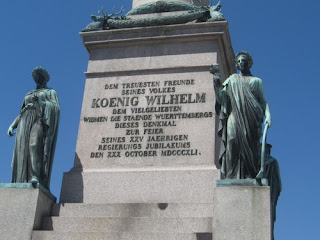 DEM TREUESTEN FREUNDE
SEINES VOLKES
KOENIG WILHELM
DEM VIELGELIEBTEN
WIDMEN DIE STAENDE WUERTTEMBERGS
DIESES DENKMAL
ZUR FEIER
SEINES XXV JAEHRIGEN
REGIERUNGS JUBILAEUMS
DEN XXX OCTOBER MDCCCXLI.